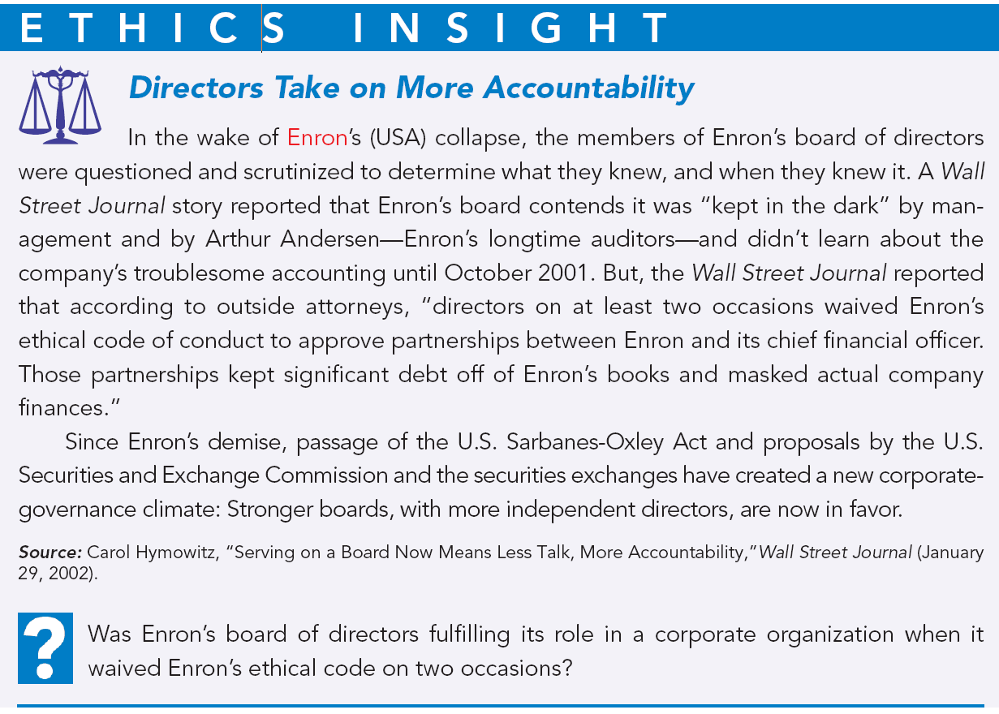 ETHICS INSIGHT
Directors Take on More Accountability
In the wake of Enron’s (USA) collapse, the members of Enron’s board of directors
were questioned and scrutinized to determine what they knew, and when they knew it. A Wall
Street Journal story reported that Enron’s board contends it was “kept in the dark” by man-
agement and by Arthur Andersen—Enron’s longtime auditors—and didn’t learn about the
company’s troublesome accounting until October 2001. But, the Wall Street Journal reported
that according to outside attorneys, “directors on at least two occasions waived Enron’s
ethical code of conduct to approve partnerships between Enron and its chief financial officer.
Those partnerships kept significant debt off of Enron’s books and masked actual company
finances.”
Since Enron’s demise, passage of the U.S. Sarbanes-Oxley Act and proposals by the U.S.
Securities and Exchange Commission and the securities exchanges have created a new corporate-
governance climate: Stronger boards, with more independent directors, are now in favor.
Source: Carol Hymowitz, “Serving on a Board Now Means Less Talk, More Accountability,”Wall Street Journal (January
29, 2002).
? Was Enron’s board of directors fulfilling its role in a corporate organization when it
waived Enron’s ethical code on two occasions?